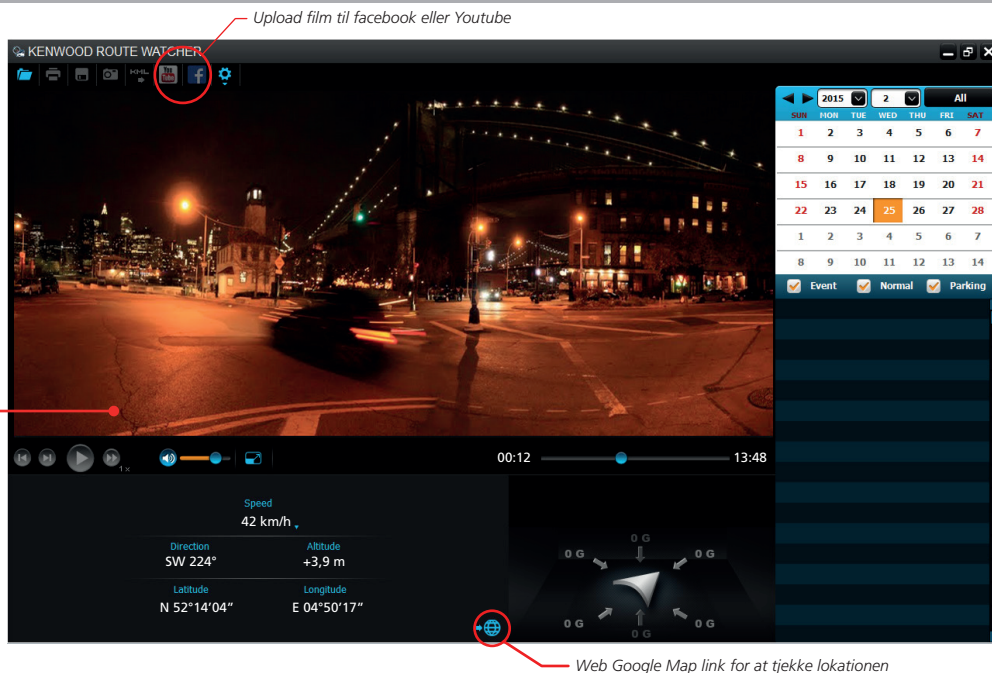 Upload film til facebook eller Youtube
KENWOOD ROUTE WATCHER
KML
You
Tube
f
2015 2 All
SUN MON TUE WED THU FRI SAT
1 2 3 4 5 6 7
8 9 10 11 12 13 14
15 16 17 18 19 20 21
22 23 24 25 26 27 28
1 2 3 4 5 6 7
8 9 10 11 12 13 14
Event Normal Parking
1x
00:12 13:48
Speed
42 km/h
Direction Altitude
SW 224° +3,9 m
Latitude Longitude
N 52°14’04” E 04°50’17”
0 G
0 G 0 G
0 G 0 G
0 G
Web Google Map link for at tjekke lokationen